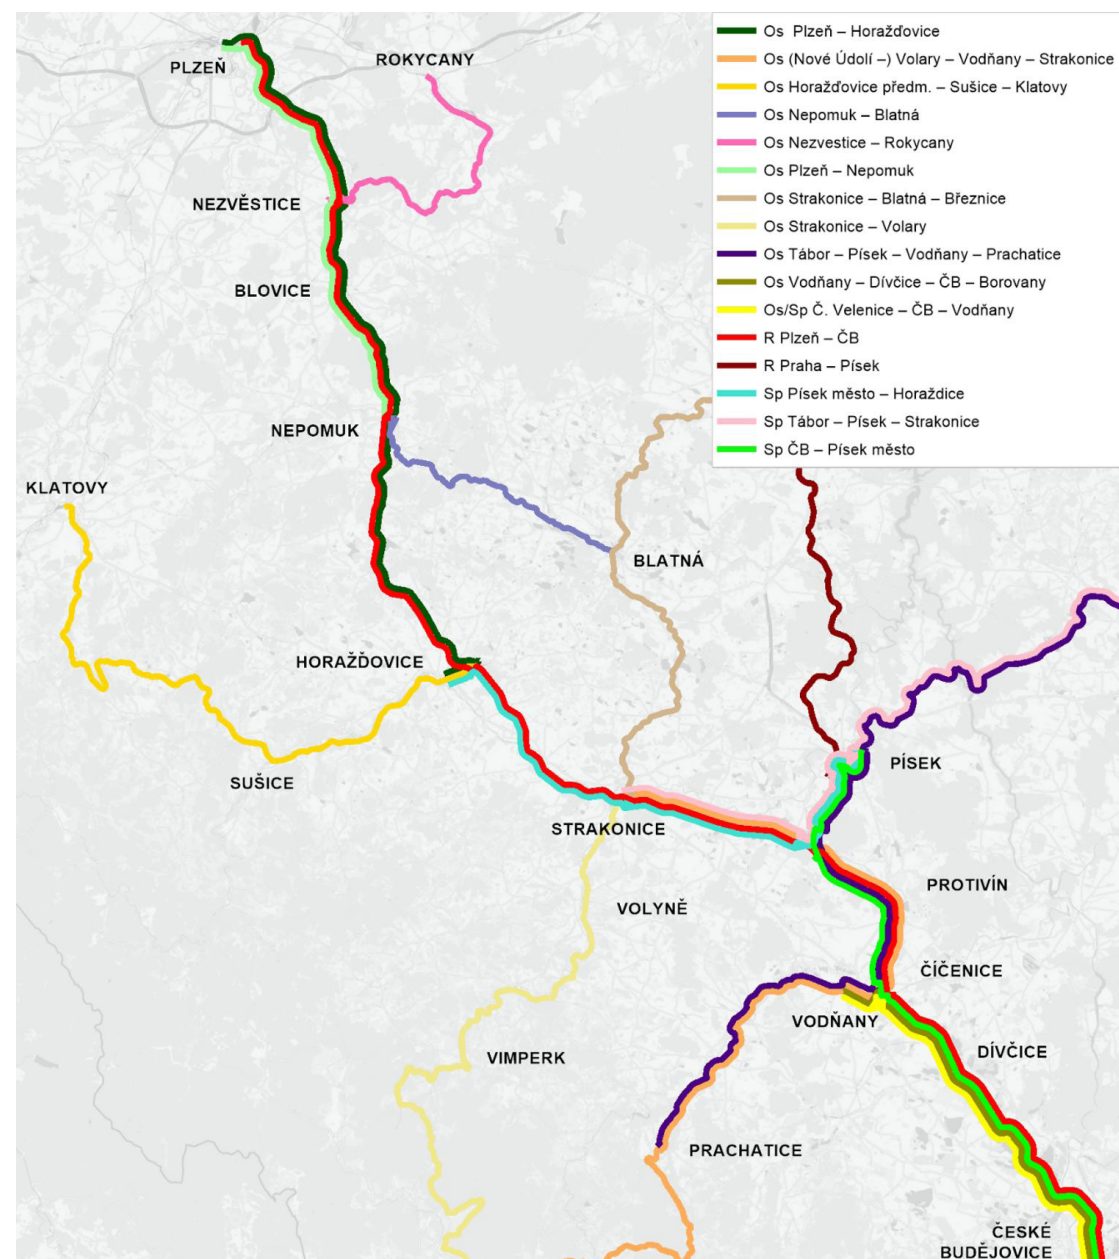 Os Plzeň – Horažďovice
Os (Nové Údolí –) Volary – Vodňany – Strakonice
Os Horažďovice předm. – Sušice – Klatovy
Os Nepomuk – Blatná
Os Nezvestice – Rokycany
Os Plzeň – Nepomuk
Os Strakonice – Blatná – Březnice
Os Strakonice – Volary
Os Tábor – Písek – Vodňany – Prachatice
Os Vodňany – Dívčice – ČB – Borovany
Os/Sp Č. Velenice – ČB – Vodňany
R Plzeň – ČB
R Praha – Písek
Sp Písek město – Horaždice
Sp Tábor – Písek – Strakonice
Sp ČB – Písek město
PLZEŇ
ROKYCANY
NEZVĚSTICE
BLOVICE
NEPOMUK
KLATOVY
BLATNÁ
HORAŽĎOVICE
SUŠICE
PÍSEK
STRAKONICE
PROTIVÍN
VOLYNĚ
ČÍČENICE
VODŇANY
DÍVČICE
VIMPERK
PRACHATICE
ČESKÉ
BUDĚJOVICE